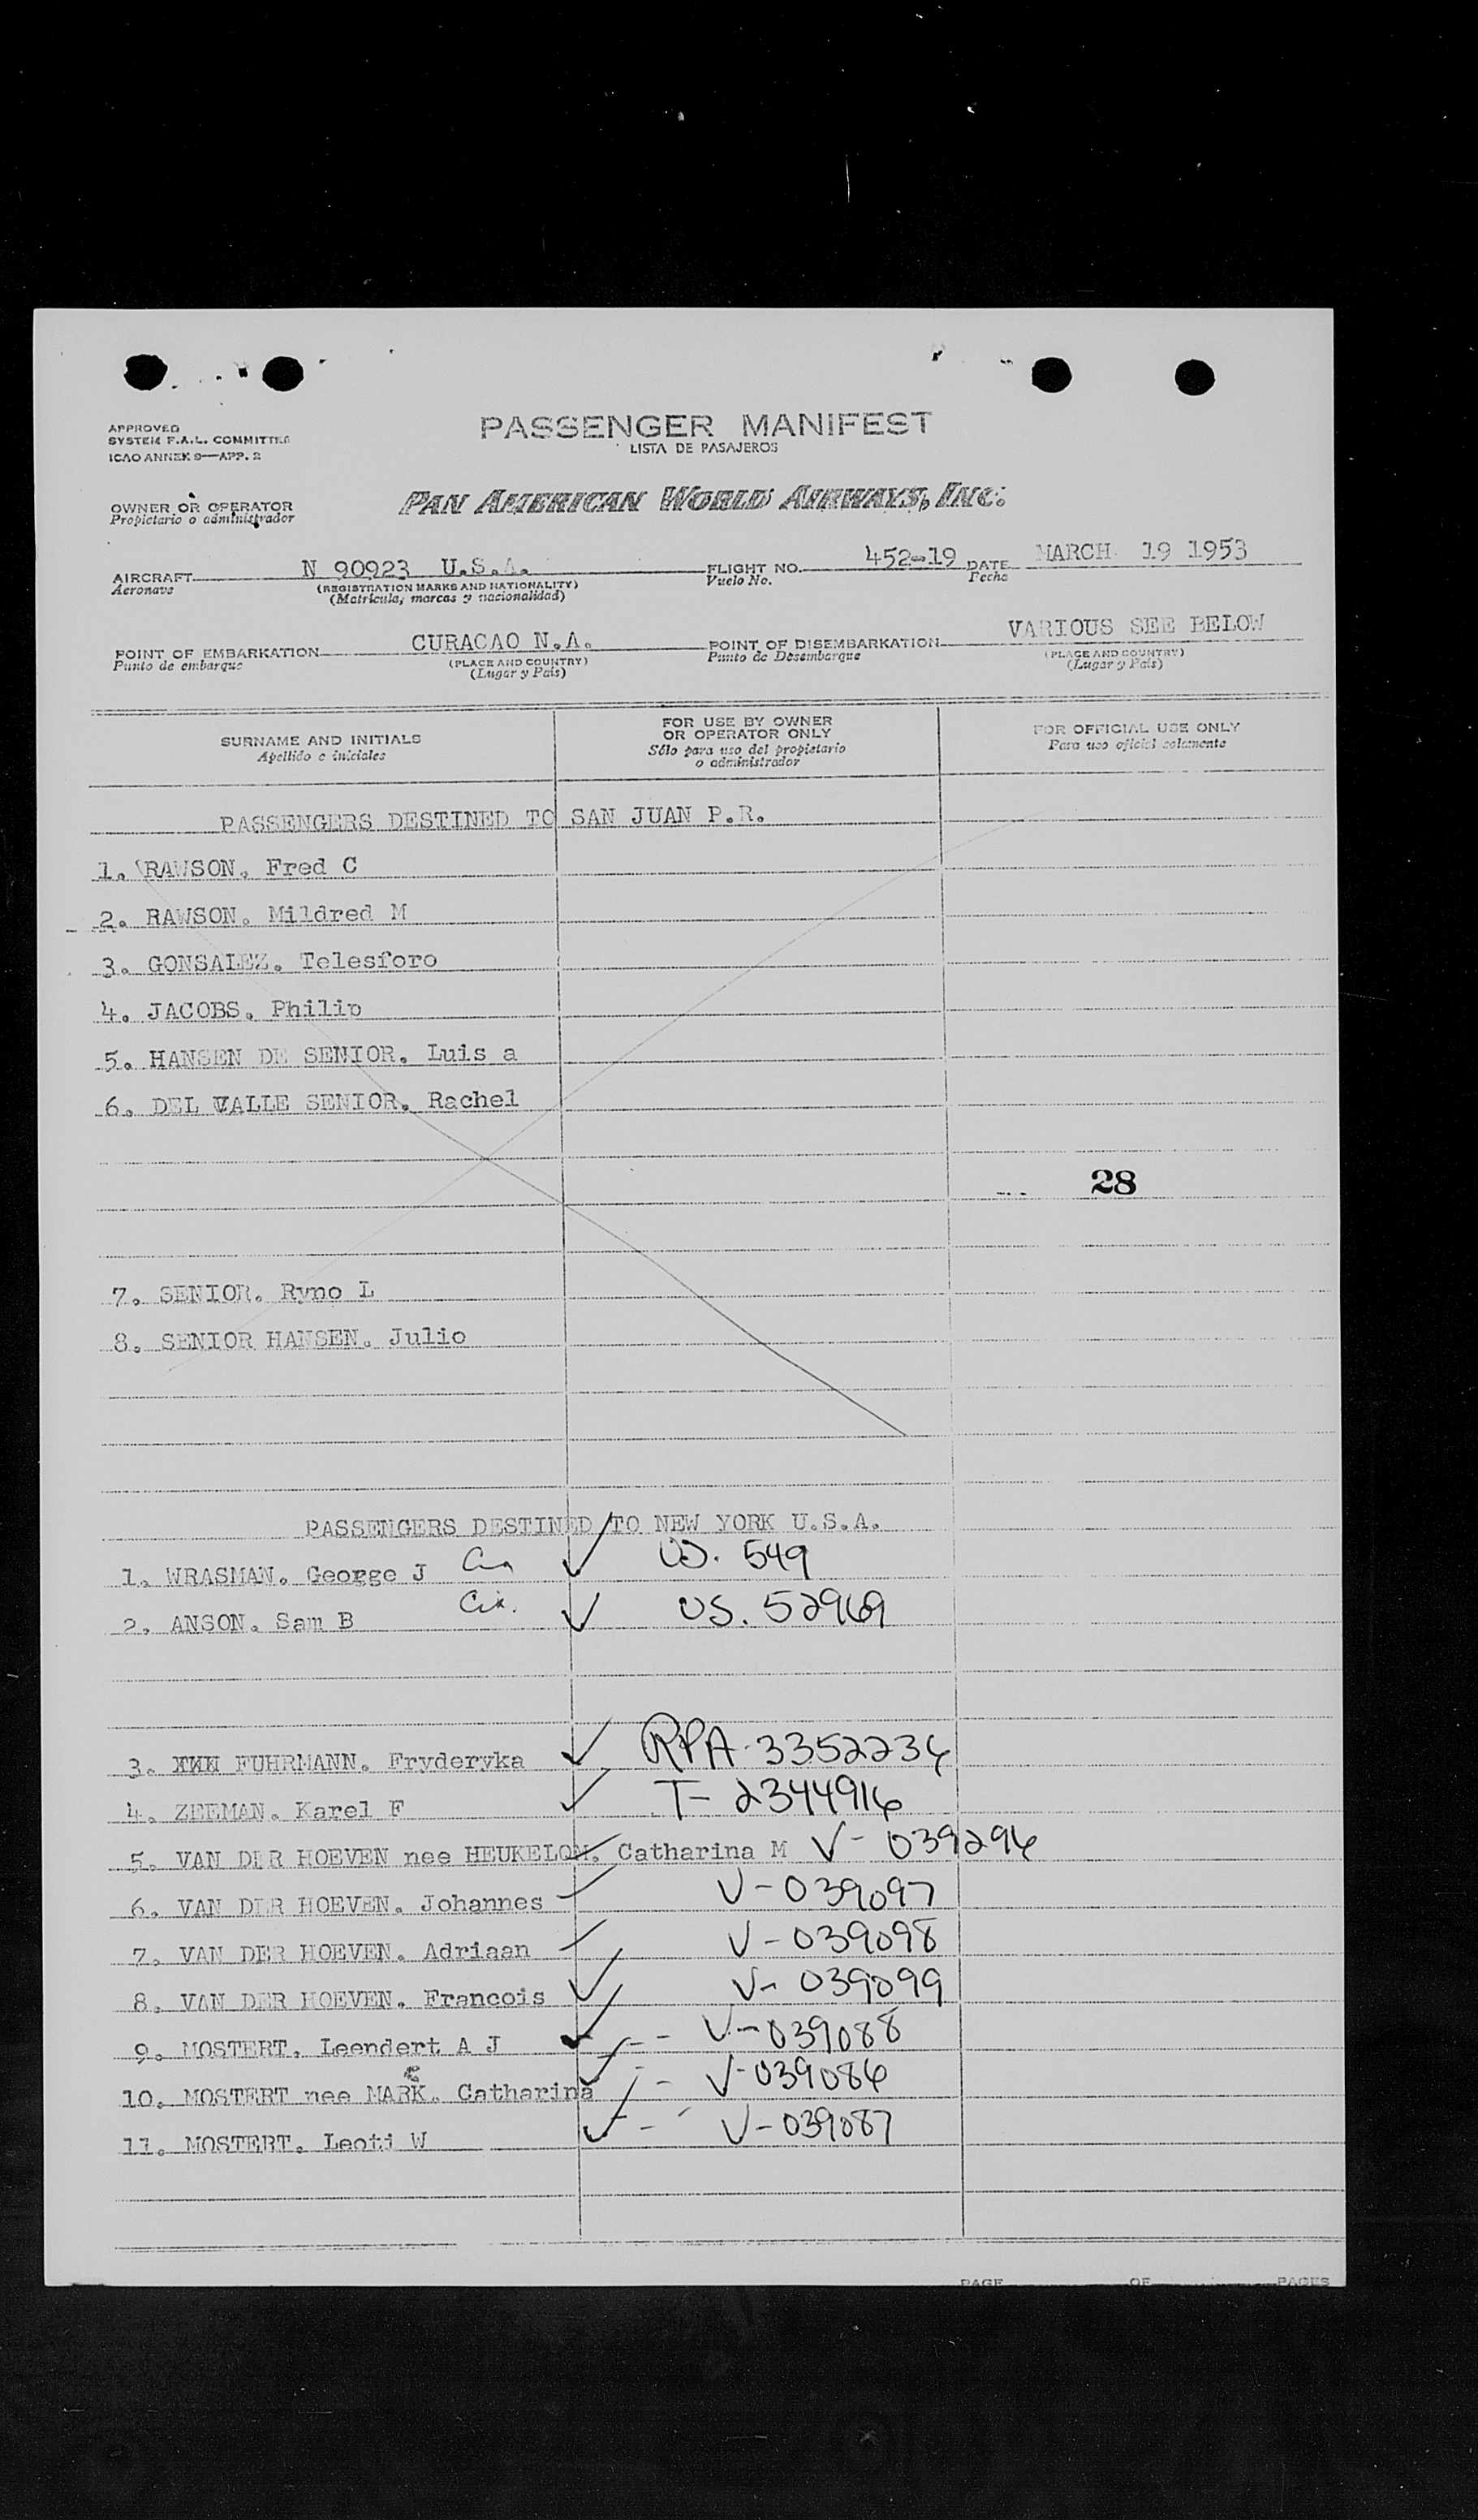 PASSENGER MANIFEST
LISTA DE PASAJEROS
APPROVED
SYSTEM F.A.L. COMMITTEE
ICAO ANNEX 9—APP. 2
OWNER OR OPERATOR
Propietario o administrador
PAN AMERICAN WORLD AIRWAYS, INC.
AIRCRAFT N 90923 U.S.A. FLIGHT NO. 452-19 DATE MARCH 19 1953
Aeronave (REGISTRATION MARKS AND NATIONALITY) Vuelo No. Fecha
(Matrícula, marcas y nacionalidad)
POINT OF EMBARKATION CURACAO N.A. POINT OF DISEMBARKATION VARIOUS SEE BELOW
Punto de embarque (PLACE AND COUNTRY) Punto de Desembarque (PLACE AND COUNTRY)
(Lugar y País) (Lugar y País)
SURNAME AND INITIALS FOR USE BY OWNER OR OPERATOR ONLY FOR OFFICIAL USE ONLY
Apellido e iniciales Sólo para uso del propietario o administrador Para uso oficial solamente
PASSENGERS DESTINED TO SAN JUAN P.R.
1. RAWSON. Fred C
2. RAWSON. Mildred M
3. GONSALEZ. Telesforo
4. JACOBS. Philip
5. HANSEN DE SENIOR. Luis a
6. DEL VALLE SENIOR. Rachel
28
7. SENIOR. Ryno L
8. SENIOR HANSEN. Julio
PASSENGERS DESTINED TO NEW YORK U.S.A.
1. WRASMAN. George J ✓ US. 549
2. ANSON. Sam B ✓ US. 52969
3. FUHRMANN. Fryderyka ✓ RPA-3352236
4. ZEEMAN. Karel F ✓ T-2344916
5. VAN DER HOEVEN nee HEUKELOM. Catharina M V-039296
6. VAN DER HOEVEN. Johannes V-039097
7. VAN DER HOEVEN. Adriaan V-039098
8. VAN DER HOEVEN. Francois ✓ V-039099
9. MOSTERT. Leendert A J ✓ V-039088
10. MOSTERT nee MARK. Catharina ✓ V-039086
11. MOSTERT. Leoti W ✓ V-039087
PAGE OF PAGES